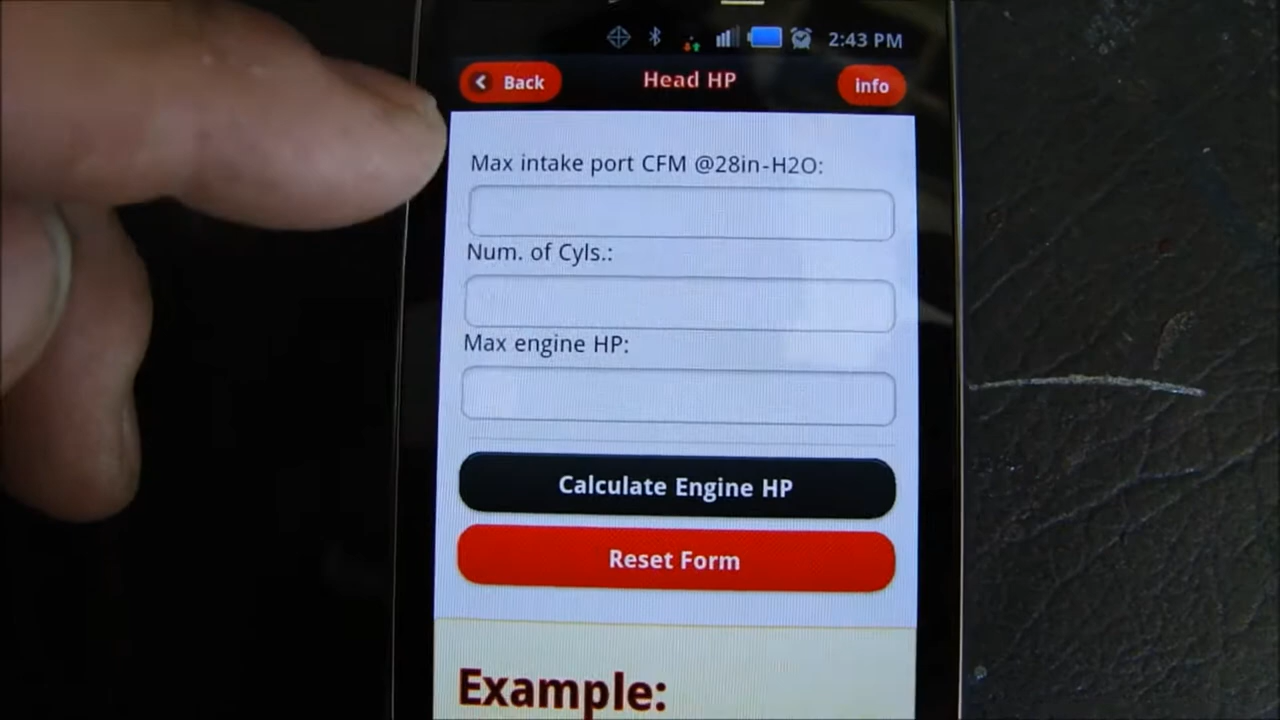 2:43 PM
Back
Head HP
info
Max intake port CFM @28in-H2O:
Num. of Cyls.:
Max engine HP:
Calculate Engine HP
Reset Form
Example: